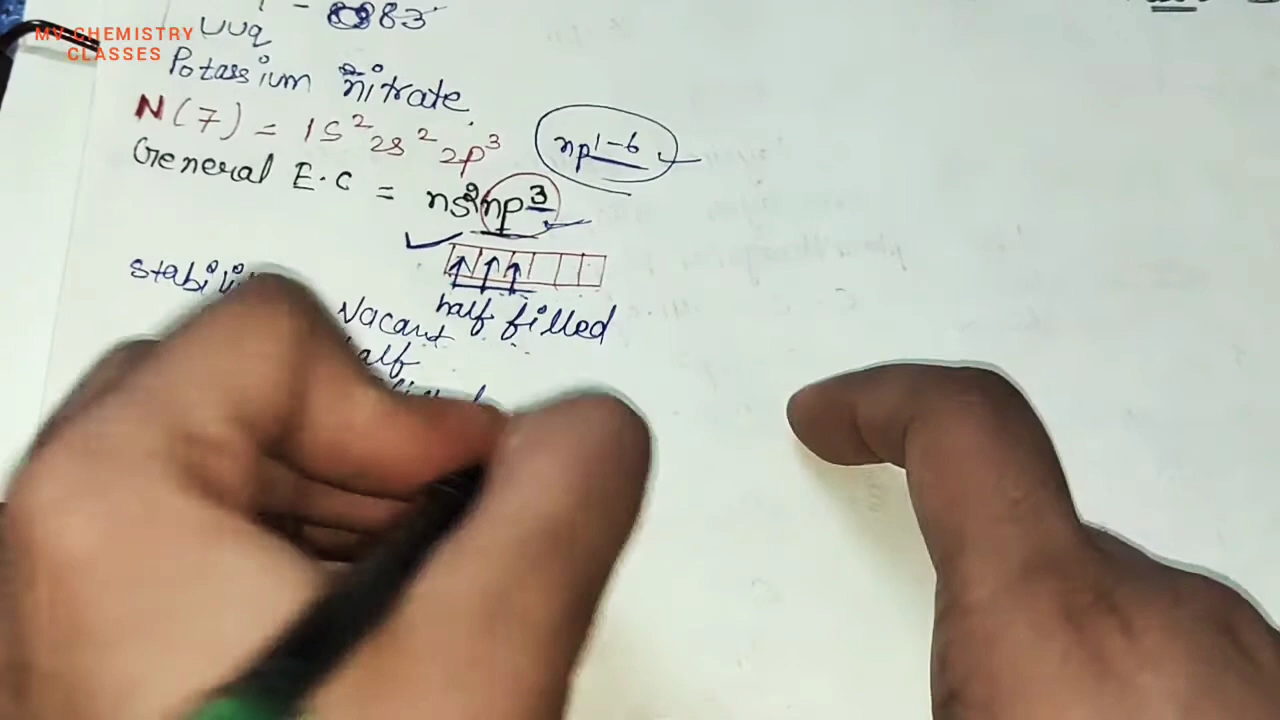 MV CHEMISTRY
CLASSES
83
UUq
Potassium nitrate.
N(7) = 1s² 2s² 2p³
np¹⁻⁶
General E.C = ns² np³
half filled
Vacant
half